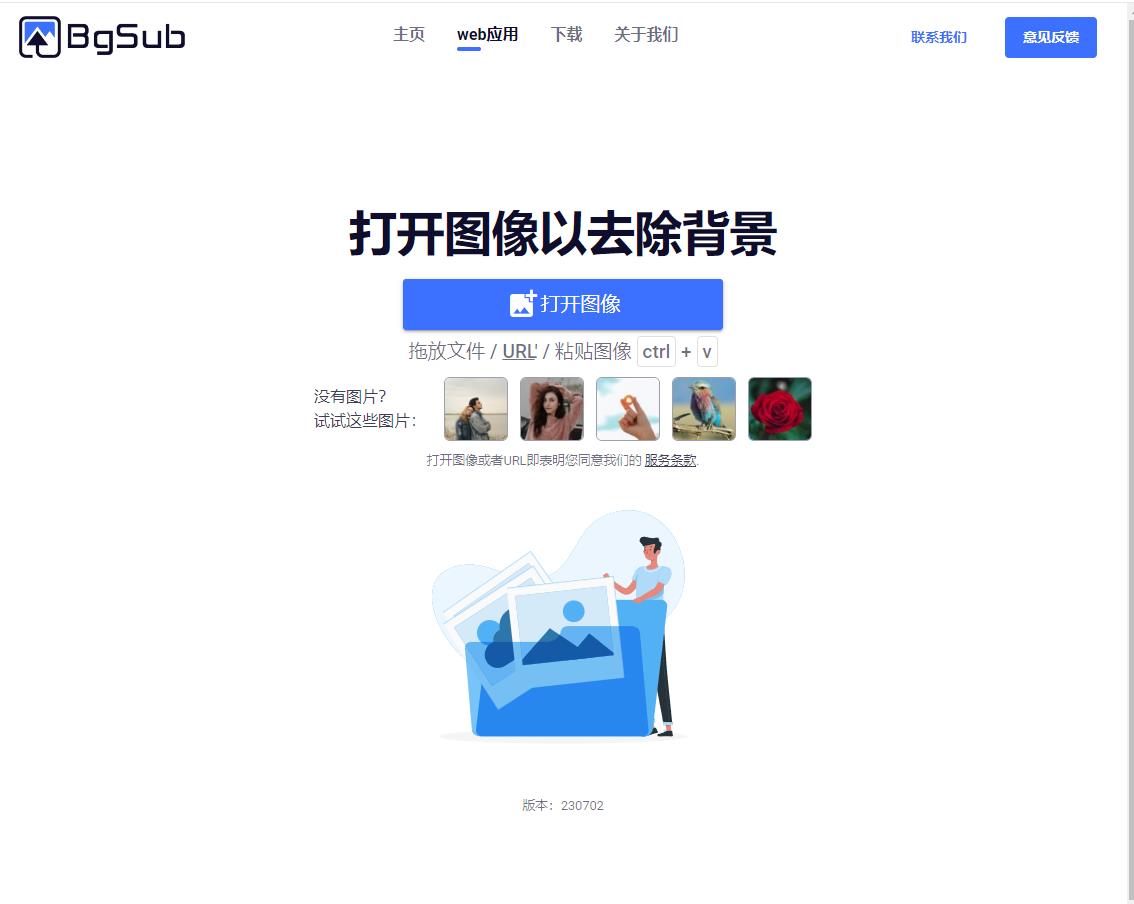 BgSub
主页 web应用 下载 关于我们 联系我们 意见反馈
打开图像以去除背景
打开图像
拖放文件 / URL' / 粘贴图像 ctrl + v
没有图片？
试试这些图片：
打开图像或者URL即表明您同意我们的 服务条款.
版本：230702